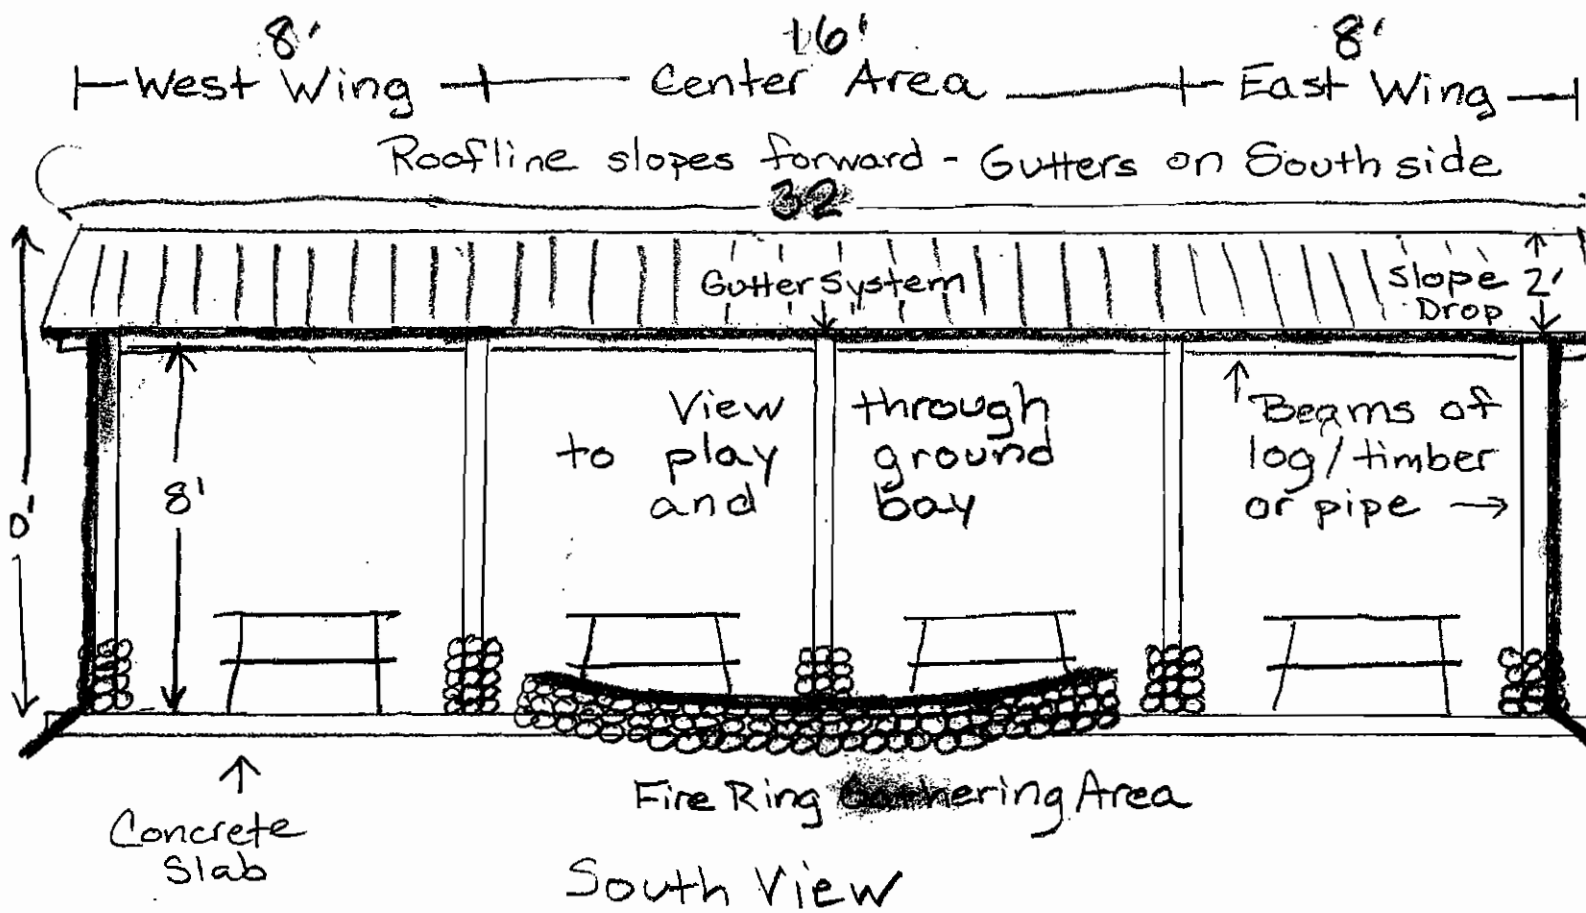 8' 16' 8'
West Wing Center Area East Wing
Roofline slopes forward - Gutters on South side
32
Gutter System
Slope 2'
Drop
View through
to play ground
and bay
Beams of
log/timber
or pipe
8'
0'
Fire Ring Gathering Area
Concrete
Slab
South View